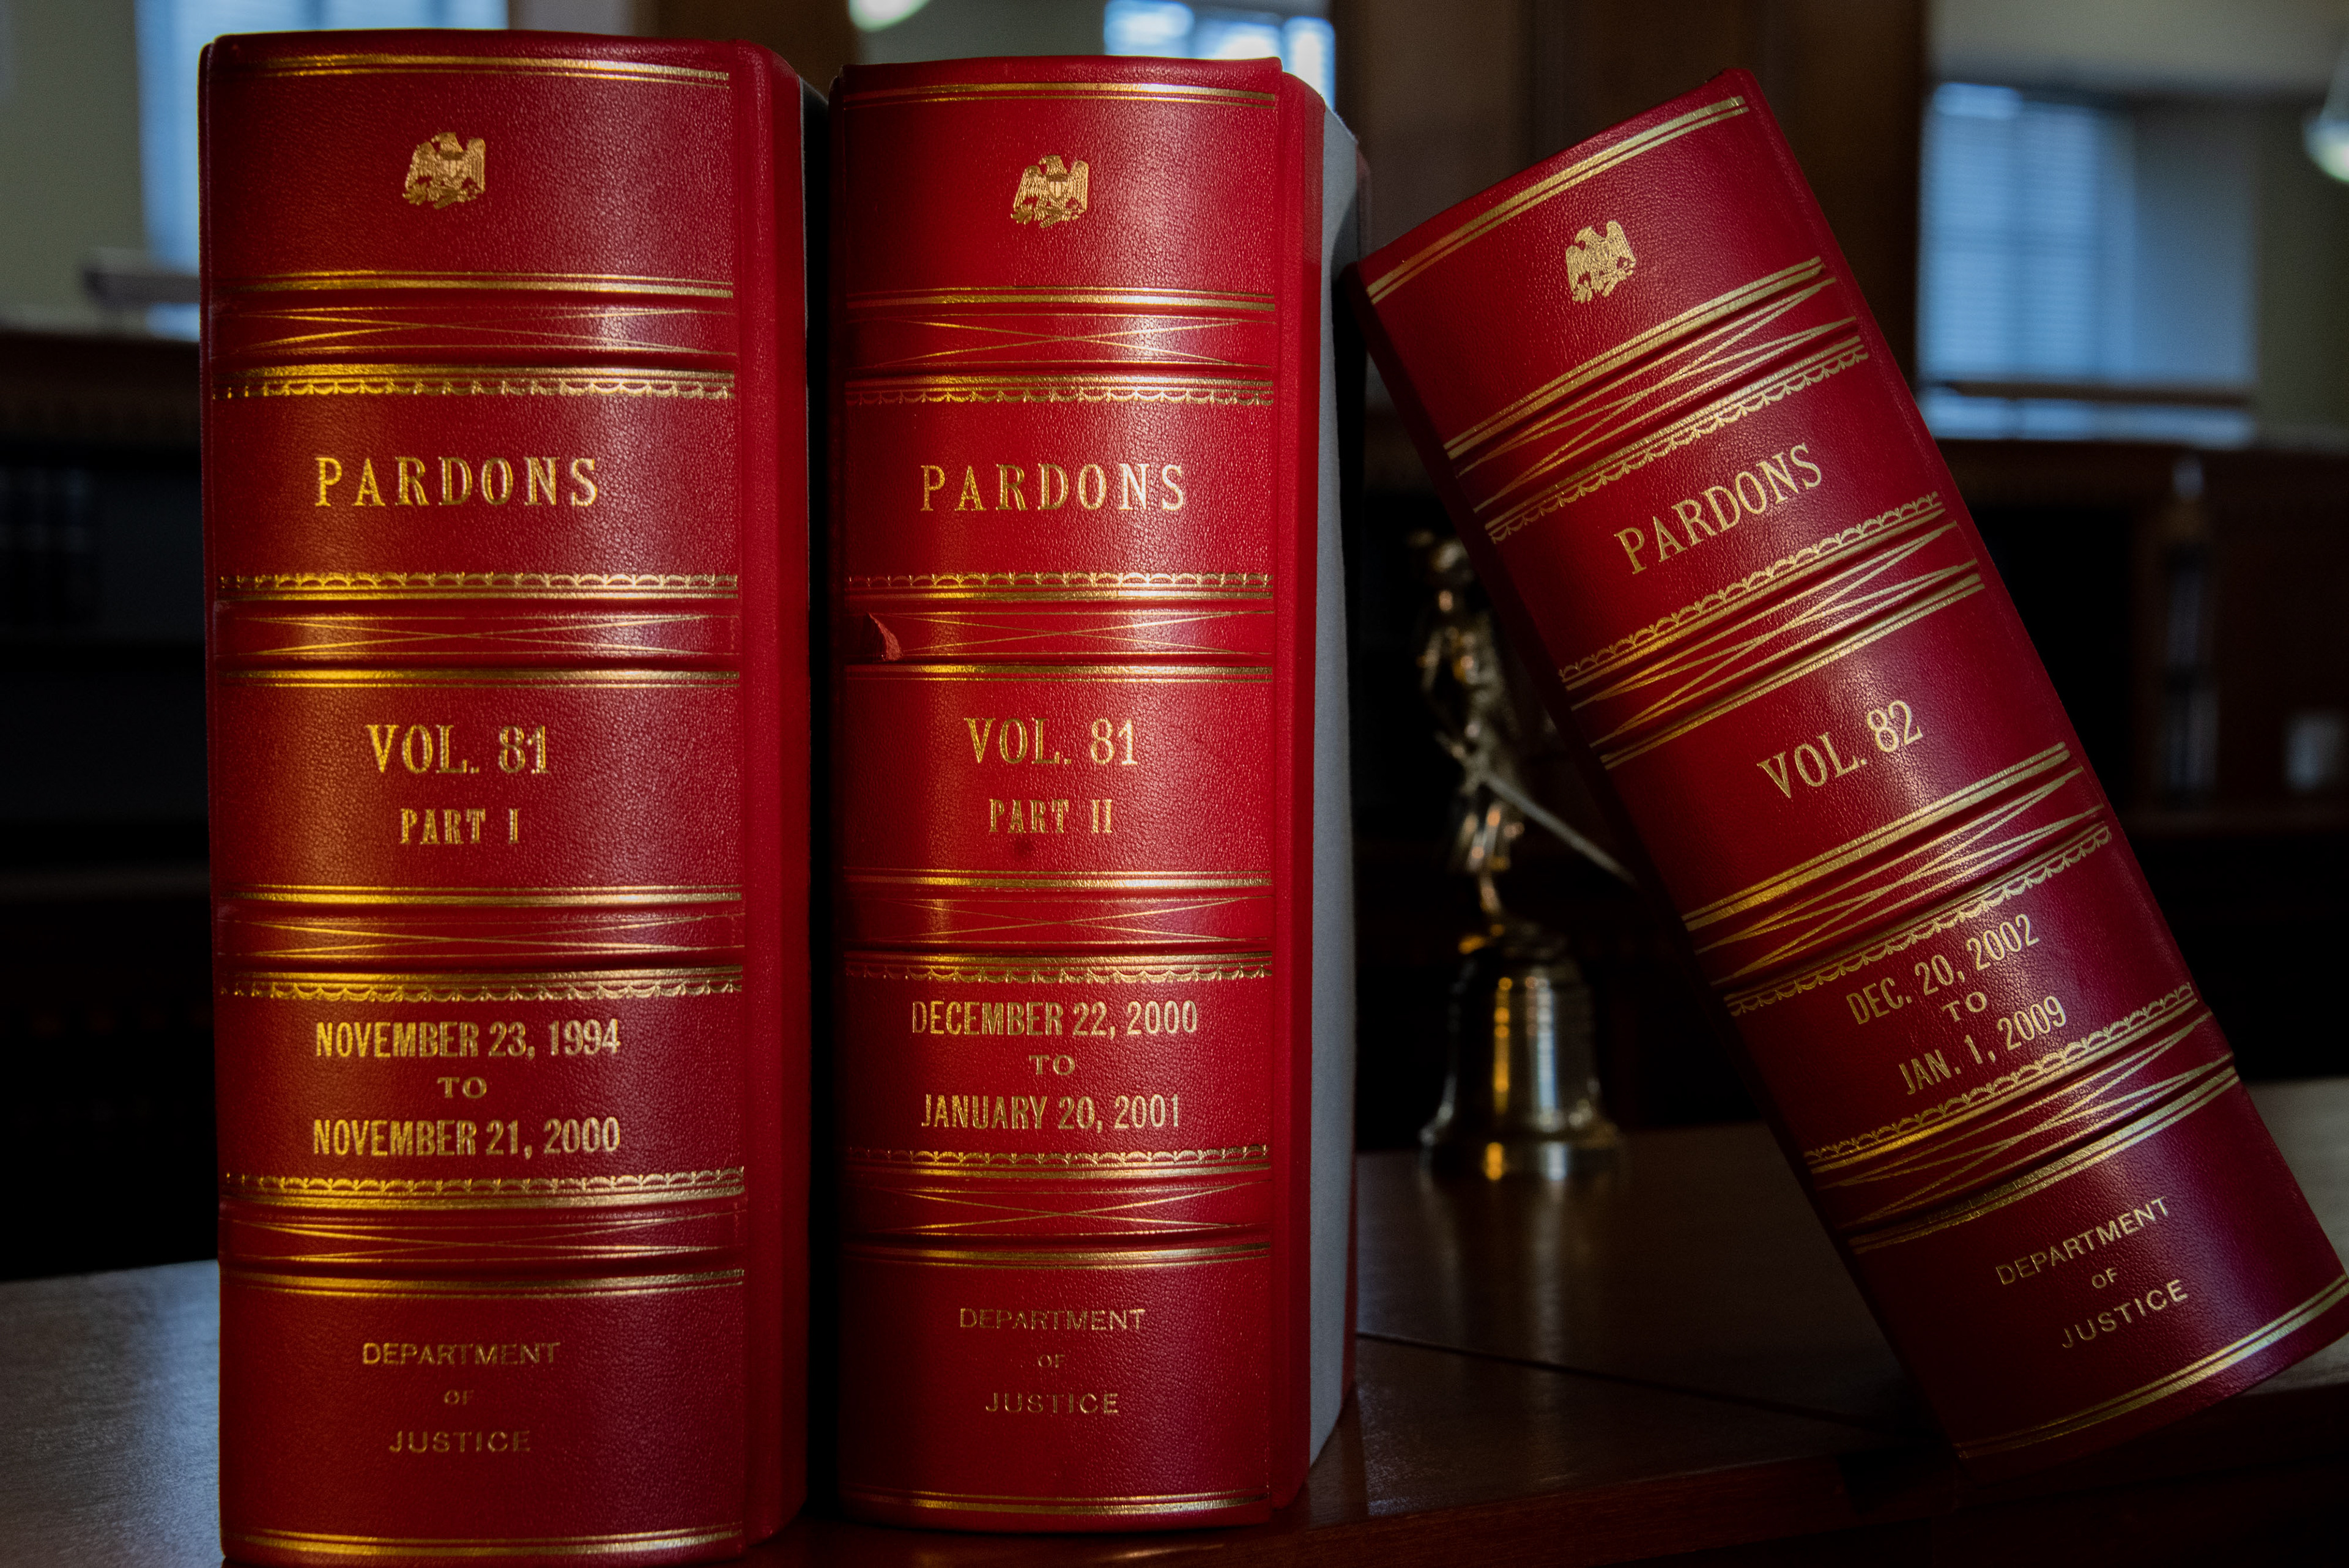 PARDONS
VOL. 81
PART I
NOVEMBER 23, 1994
TO
NOVEMBER 21, 2000
DEPARTMENT
OF
JUSTICE
PARDONS
VOL. 81
PART II
DECEMBER 22, 2000
TO
JANUARY 20, 2001
DEPARTMENT
OF
JUSTICE
PARDONS
VOL. 82
DEC. 20, 2002
TO
JAN. 1, 2009
DEPARTMENT
OF
JUSTICE